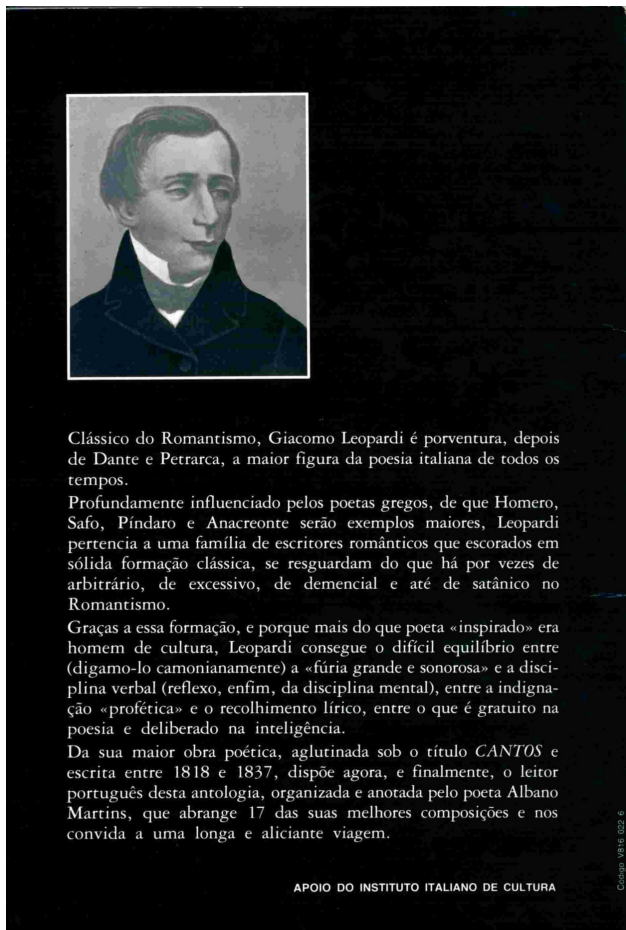 Clássico do Romantismo, Giacomo Leopardi é porventura, depois
de Dante e Petrarca, a maior figura da poesia italiana de todos os
tempos.
Profundamente influenciado pelos poetas gregos, de que Homero,
Safo, Píndaro e Anacreonte serão exemplos maiores, Leopardi
pertencia a uma família de escritores românticos que escorados em
sólida formação clássica, se resguardam do que há por vezes de
arbitrário, de excessivo, de demencial e até de satânico no
Romantismo.
Graças a essa formação, e porque mais do que poeta «inspirado» era
homem de cultura, Leopardi consegue o difícil equilíbrio entre
(digamo-lo camonianamente) a «fúria grande e sonorosa» e a disci-
plina verbal (reflexo, enfim, da disciplina mental), entre a indigna-
ção «profética» e o recolhimento lírico, entre o que é gratuito na
poesia e deliberado na inteligência.
Da sua maior obra poética, aglutinada sob o título CANTOS e
escrita entre 1818 e 1837, dispõe agora, e finalmente, o leitor
português desta antologia, organizada e anotada pelo poeta Albano
Martins, que abrange 17 das suas melhores composições e nos
convida a uma longa e aliciante viagem.
APOIO DO INSTITUTO ITALIANO DE CULTURA
Código V816 022 6